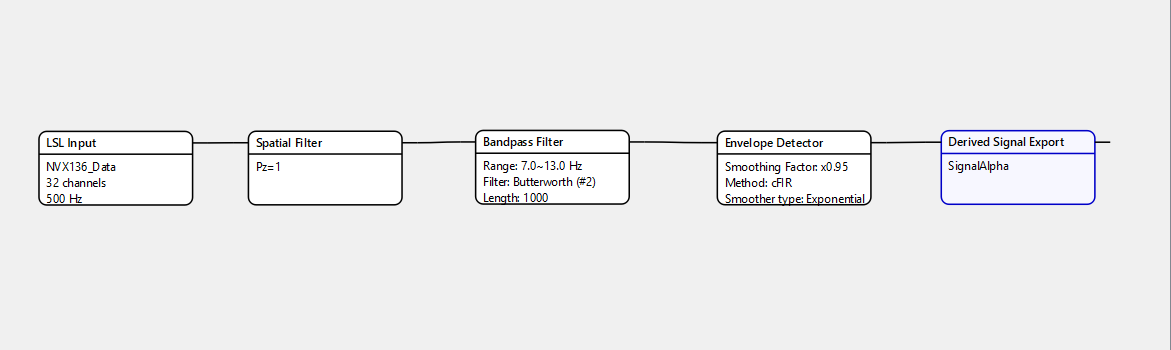 LSL Input
NVX136_Data
32 channels
500 Hz
Spatial Filter
Pz=1
Bandpass Filter
Range: 7.0~13.0 Hz
Filter: Butterworth (#2)
Length: 1000
Envelope Detector
Smoothing Factor: x0.95
Method: cFIR
Smoother type: Exponential
Derived Signal Export
SignalAlpha